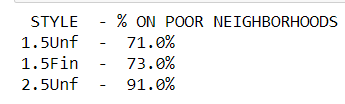 STYLE - % ON POOR NEIGHBORHOODS
1.5Unf - 71.0%
1.5Fin - 73.0%
2.5Unf - 91.0%